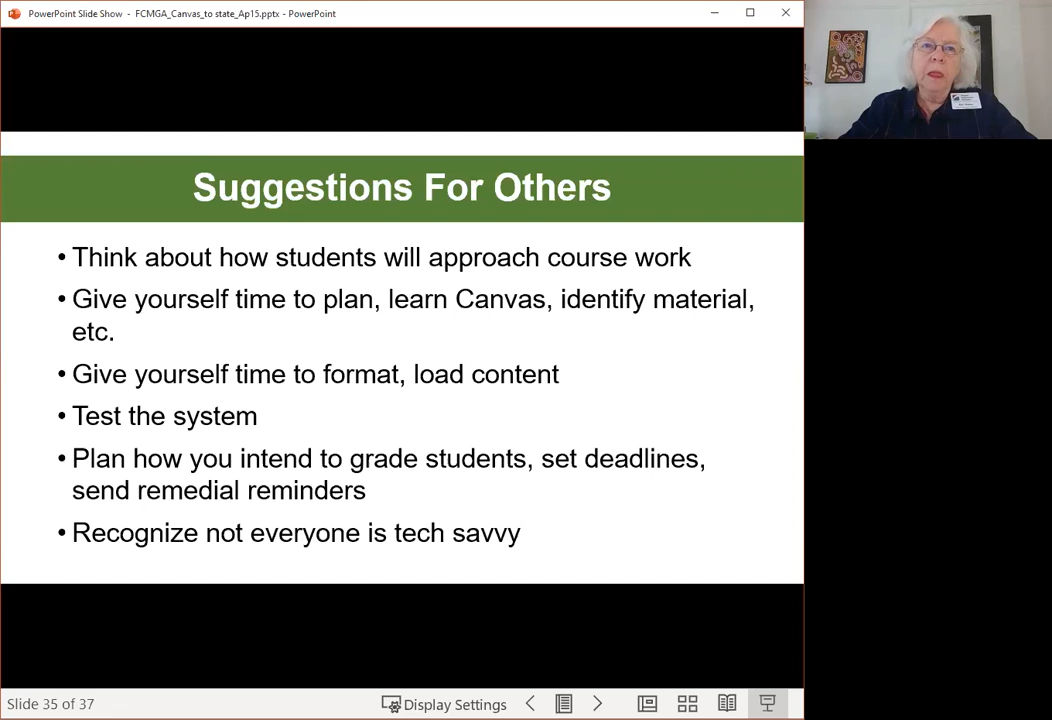 PowerPoint Slide Show - FCMGA_Canvas_to state_Ap15.pptx - PowerPoint
Suggestions For Others
• Think about how students will approach course work
• Give yourself time to plan, learn Canvas, identify material,
etc.
• Give yourself time to format, load content
• Test the system
• Plan how you intend to grade students, set deadlines,
send remedial reminders
• Recognize not everyone is tech savvy
Slide 35 of 37
Display Settings